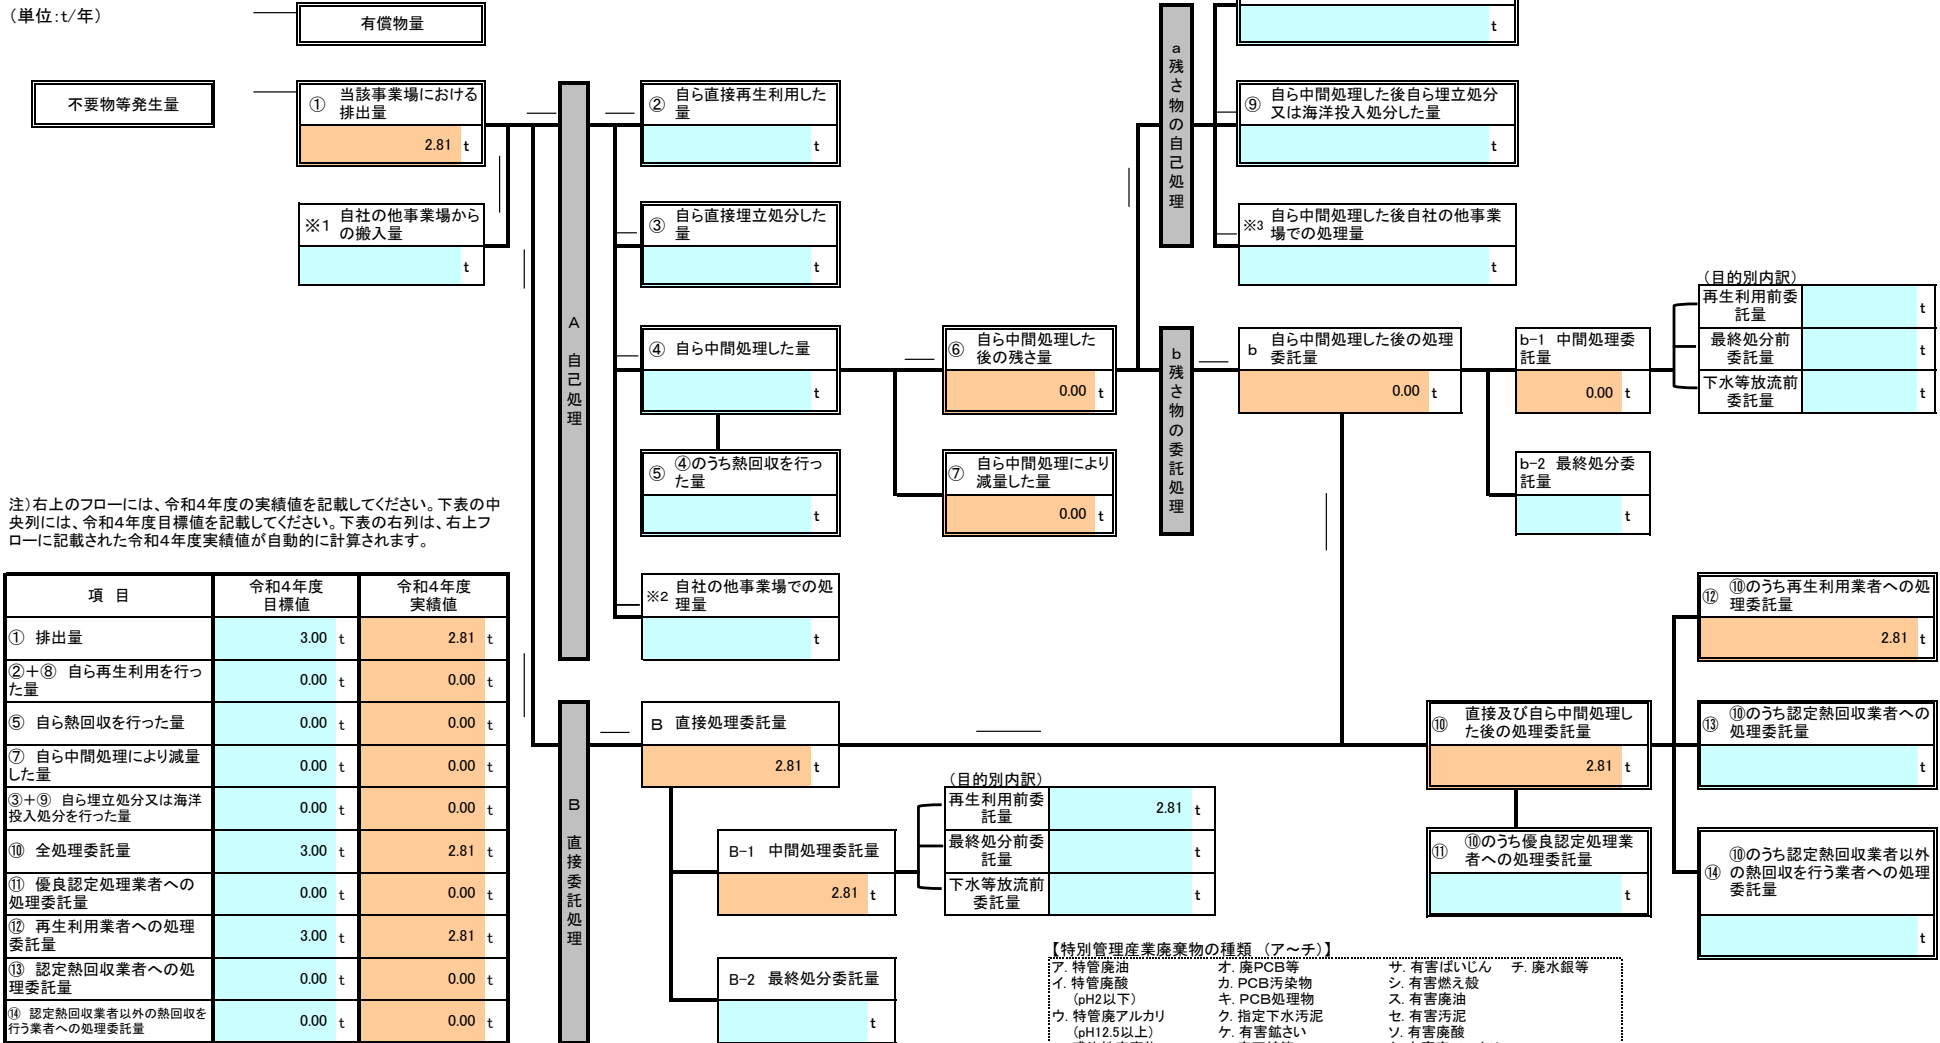 (単位:t/年)
有償物量
t
不要物等発生量
① 当該事業場における
排出量
2.81 t
※1 自社の他事業場から
の搬入量
t
A 自己処理
② 自ら直接再生利用した
量
t
③ 自ら直接埋立処分した
量
t
④ 自ら中間処理した量
t
⑤ ④のうち熱回収を行っ
た量
t
※2 自社の他事業場での処
理量
t
⑥ 自ら中間処理した
後の残さ量
0.00 t
⑦ 自ら中間処理により
減量した量
0.00 t
a 残さ物の自己処理
⑨ 自ら中間処理した後自ら埋立処分
又は海洋投入処分した量
t
※3 自ら中間処理した後自社の他事業
場での処理量
t
b 残さ物の委託処理
b 自ら中間処理した後の処理
委託量
0.00 t
b-1 中間処理委
託量
0.00 t
b-2 最終処分委
託量
t
(目的別内訳)
再生利用前委
託量
t
最終処分前
委託量
t
下水等放流前
委託量
t
注)右上のフローには、令和4年度の実績値を記載してください。下表の中
央列には、令和4年度目標値を記載してください。下表の右列は、右上フ
ローに記載された令和4年度実績値が自動的に計算されます。
項 目
令和4年度
目標値
令和4年度
実績値
① 排出量 3.00 t 2.81 t
②+⑧ 自ら再生利用を行っ
た量 0.00 t 0.00 t
⑤ 自ら熱回収を行った量 0.00 t 0.00 t
⑦ 自ら中間処理により減量
した量 0.00 t 0.00 t
③+⑨ 自ら埋立処分又は海洋
投入処分を行った量 0.00 t 0.00 t
⑩ 全処理委託量 3.00 t 2.81 t
⑪ 優良認定処理業者への
処理委託量 0.00 t 0.00 t
⑫ 再生利用業者への処理
委託量 3.00 t 2.81 t
⑬ 認定熱回収業者への処
理委託量 0.00 t 0.00 t
⑭ 認定熱回収業者以外の熱回収を
行う業者への処理委託量 0.00 t 0.00 t
B 直接委託処理
B 直接処理委託量
2.81 t
B-1 中間処理委託量
2.81 t
B-2 最終処分委託量
t
(目的別内訳)
再生利用前委
託量
2.81 t
最終処分前委
託量
t
下水等放流前
委託量
t
⑩ 直接及び自ら中間処理し
た後の処理委託量
2.81 t
⑪ ⑩のうち優良認定処理業
者への処理委託量
t
⑫ ⑩のうち再生利用業者への処
理委託量
2.81 t
⑬ ⑩のうち認定熱回収業者への
処理委託量
t
⑭ ⑩のうち認定熱回収業者以外
の熱回収を行う業者への処理
委託量
t
【特別管理産業廃棄物の種類 (ア~チ)】
ア. 特管廃油 オ. 廃PCB等 サ. 有害ばいじん チ. 廃水銀等
イ. 特管廃酸 カ. PCB汚染物 シ. 有害燃え殻
(pH2以下) キ. PCB処理物 ス. 有害廃油
ウ. 特管廃アルカリ ク. 指定下水汚泥 セ. 有害汚泥
(pH12.5以上) ケ. 有害鉱さい ソ. 有害廃酸